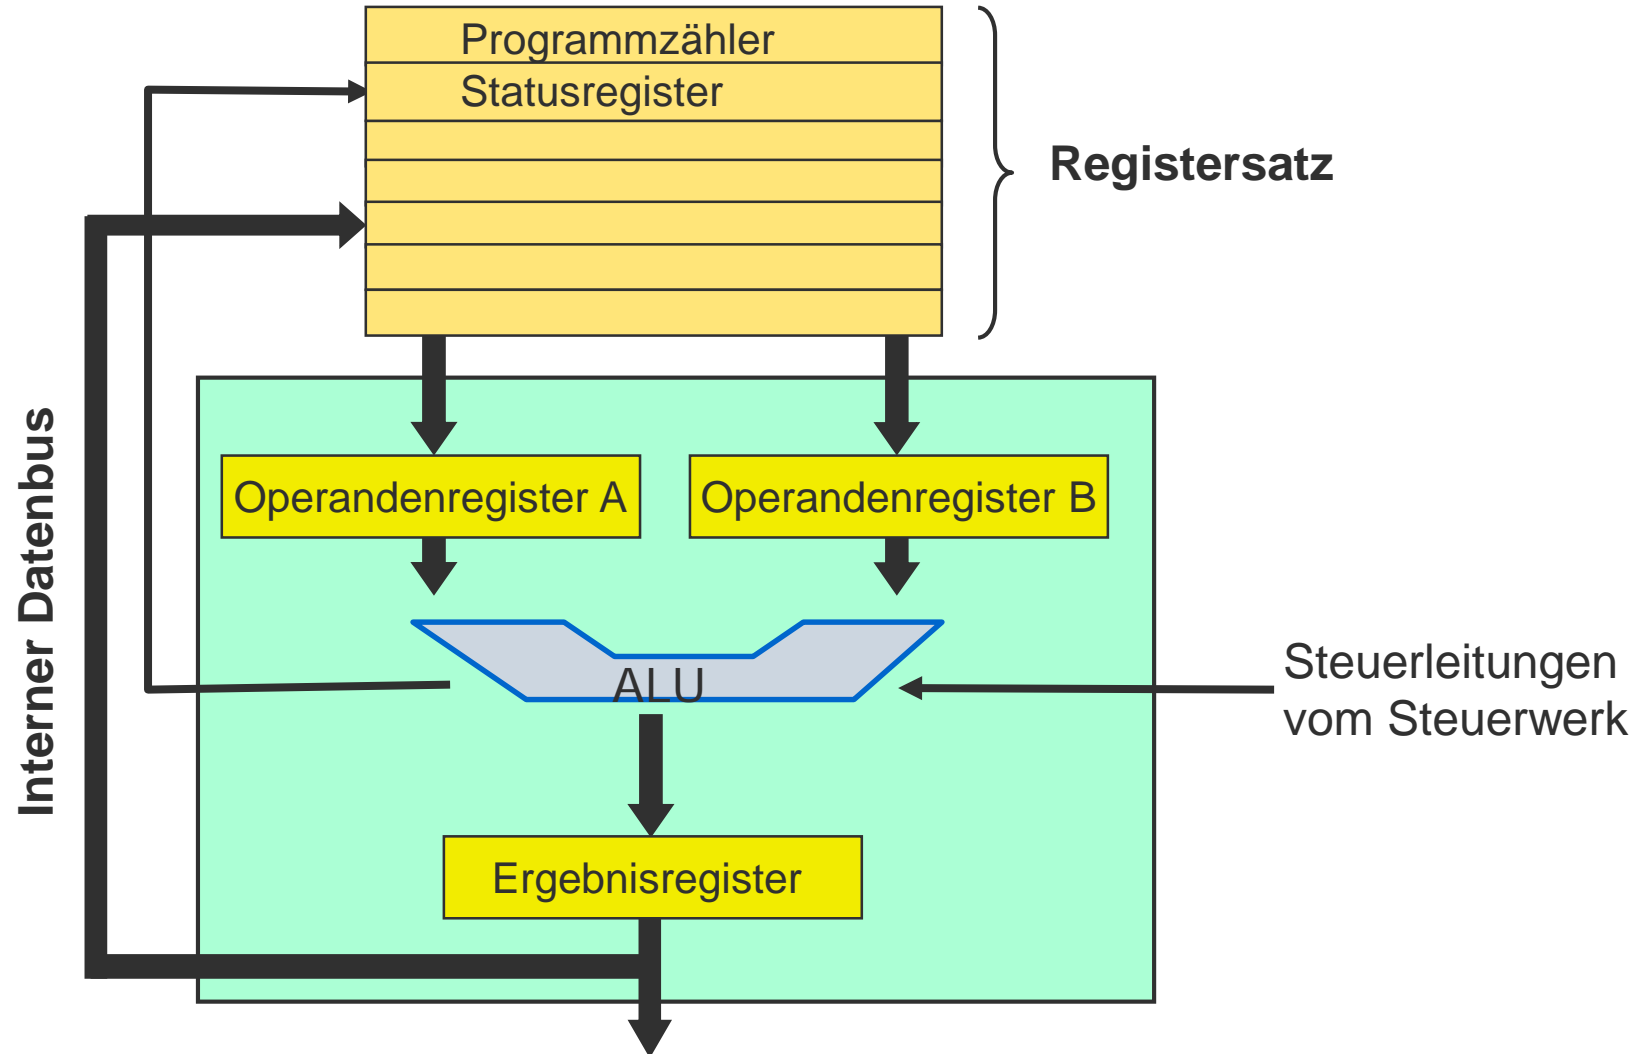 Programmzähler
Statusregister
Registersatz
Interner Datenbus
Operandenregister A
Operandenregister B
ALU
Steuerleitungen
vom Steuerwerk
Ergebnisregister